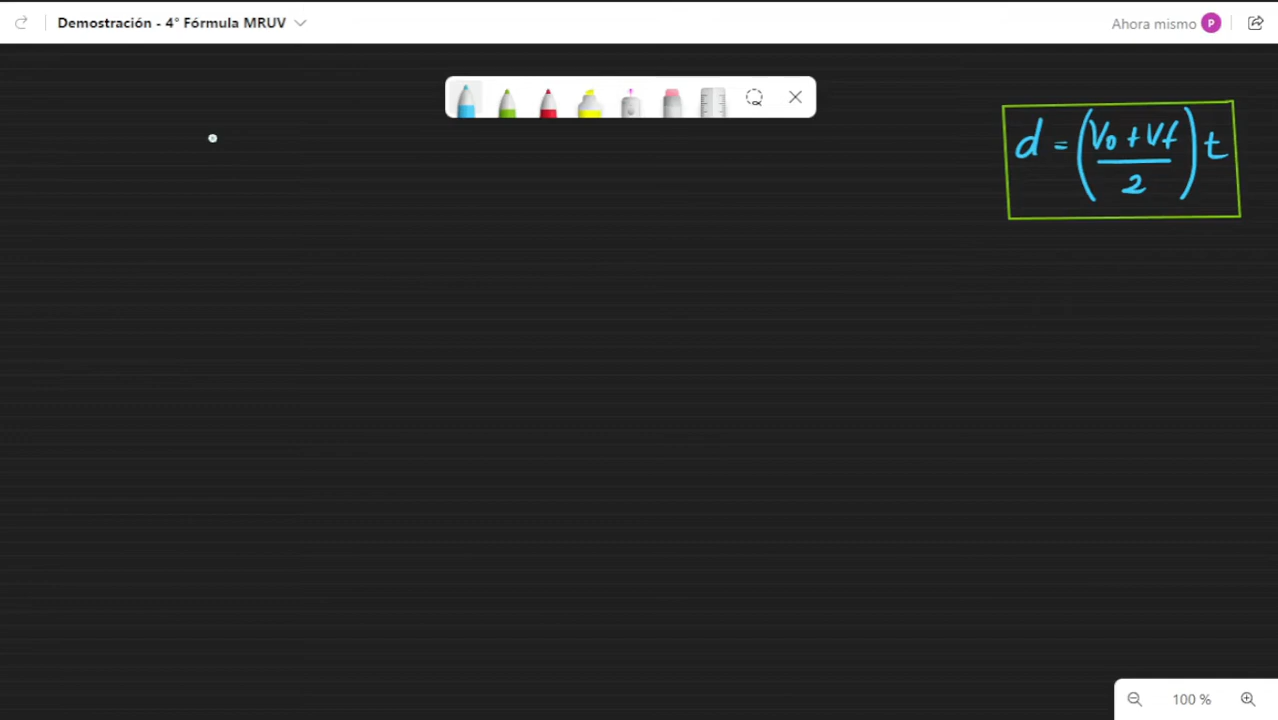 Demostración - 4° Fórmula MRUV
Ahora mismo P
d = (Vo + Vf / 2) t
100 %